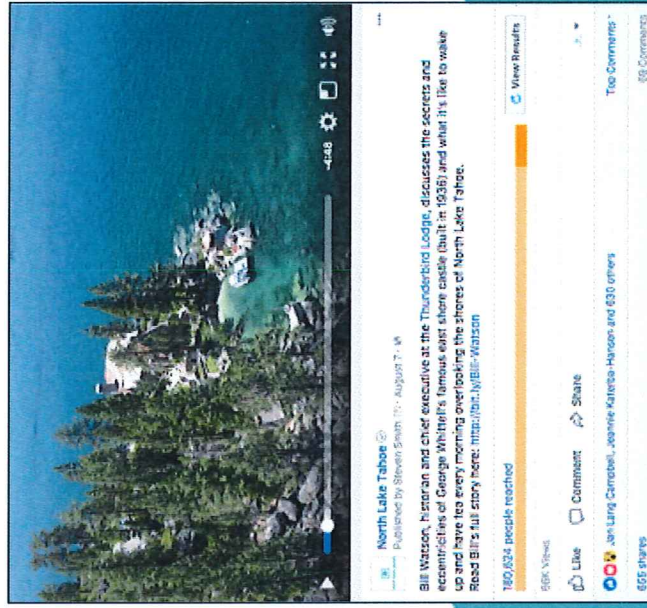 -4:48
North Lake Tahoe
Published by Steven Smith · August 7 ·
Bill Watson, historian and chief executive at the Thunderbird Lodge, discusses the secrets and
eccentricities of George Whittell's famous east shore castle (built in 1936) and what it's like to wake
up and have tea every morning overlooking the shores of North Lake Tahoe.
Read Bill's full story here: http://bit.ly/Bill-Watson
180,624 people reached
View Results
66K Views
Like Comment Share
Jan Lang Campbell, Jeannie Katerba-Hansen and 630 others
Top Comments
655 shares
69 Comments